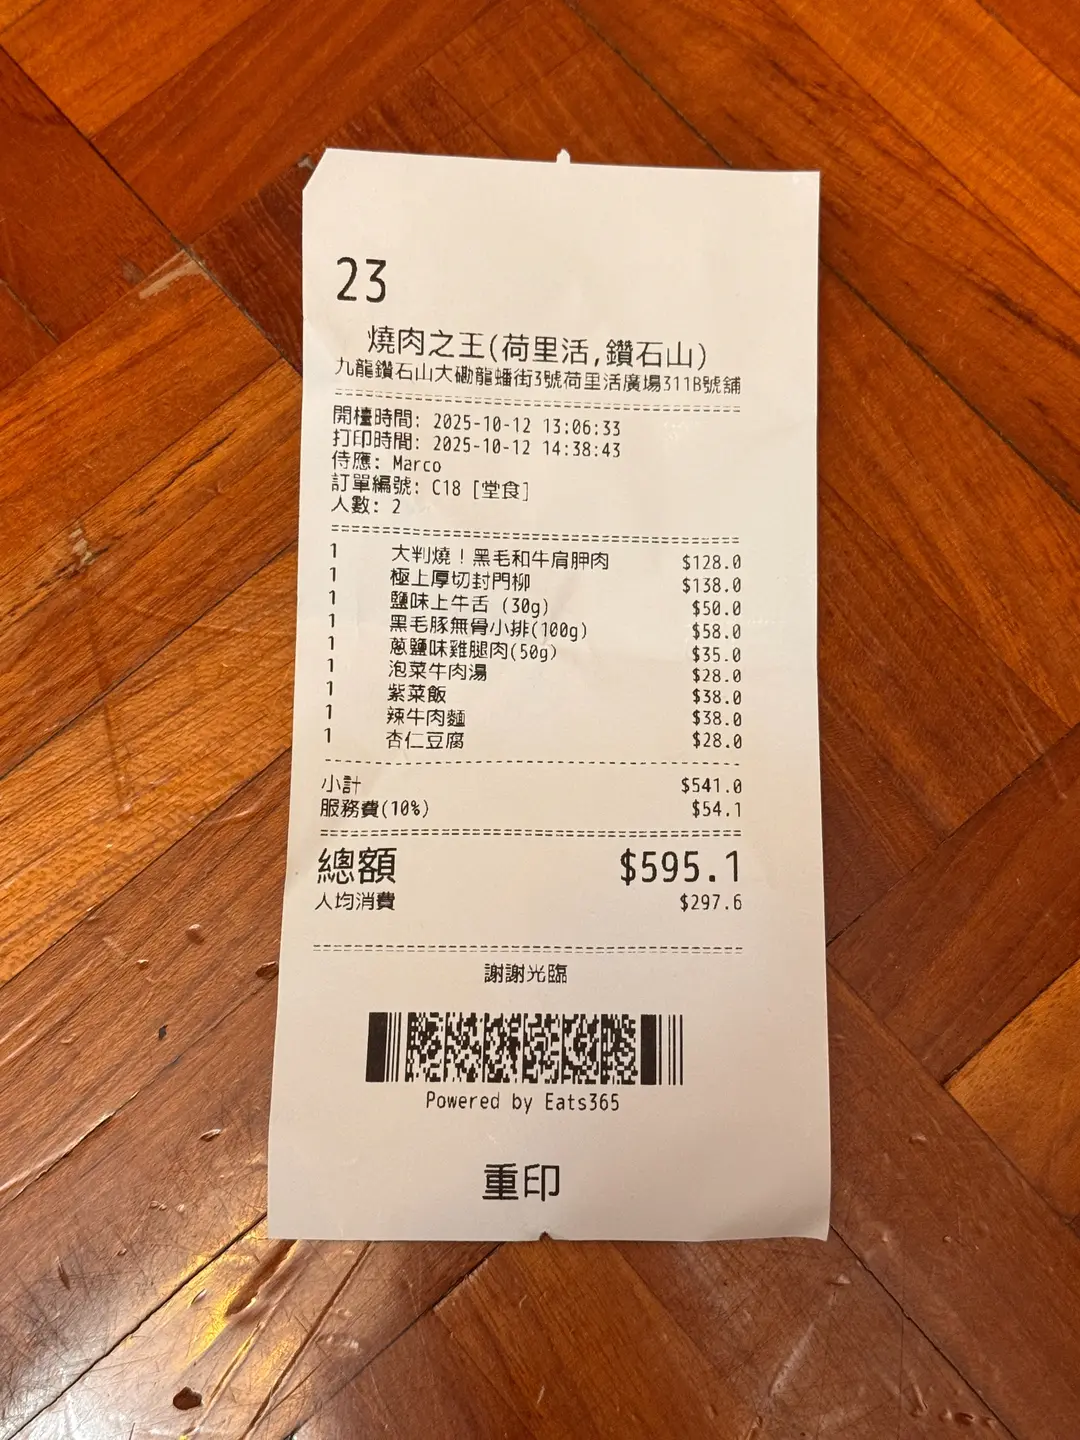 23
燒肉之王(荷里活,鑽石山)
九龍鑽石山大磡龍蟠街3號荷里活廣場311B號舖
開檯時間: 2025-10-12 13:06:33
打印時間: 2025-10-12 14:38:43
侍應: Marco
訂單編號: C18 [堂食]
人數: 2
1 大判燒！黑毛和牛肩胛肉 $128.0
1 極上厚切封門柳 $138.0
1 鹽味上牛舌 (30g) $50.0
1 黑毛豚無骨小排(100g) $58.0
1 蔥鹽味雞腿肉(50g) $35.0
1 泡菜牛肉湯 $28.0
1 紫菜飯 $38.0
1 辣牛肉麵 $38.0
1 杏仁豆腐 $28.0
小計 $541.0
服務費(10%) $54.1
總額 $595.1
人均消費 $297.6
謝謝光臨
Powered by Eats365
重印